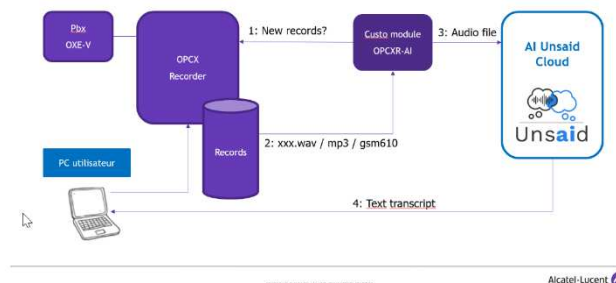 Pbx
OXE-V
OPCX
Recorder
1: New records?
Custo module
OPCXR-AI
3: Audio file
AI Unsaid
Cloud
Unsaid
Records
2: xxx.wav / mp3 / gsm610
PC utilisateur
4: Text transcript
Alcatel-Lucent